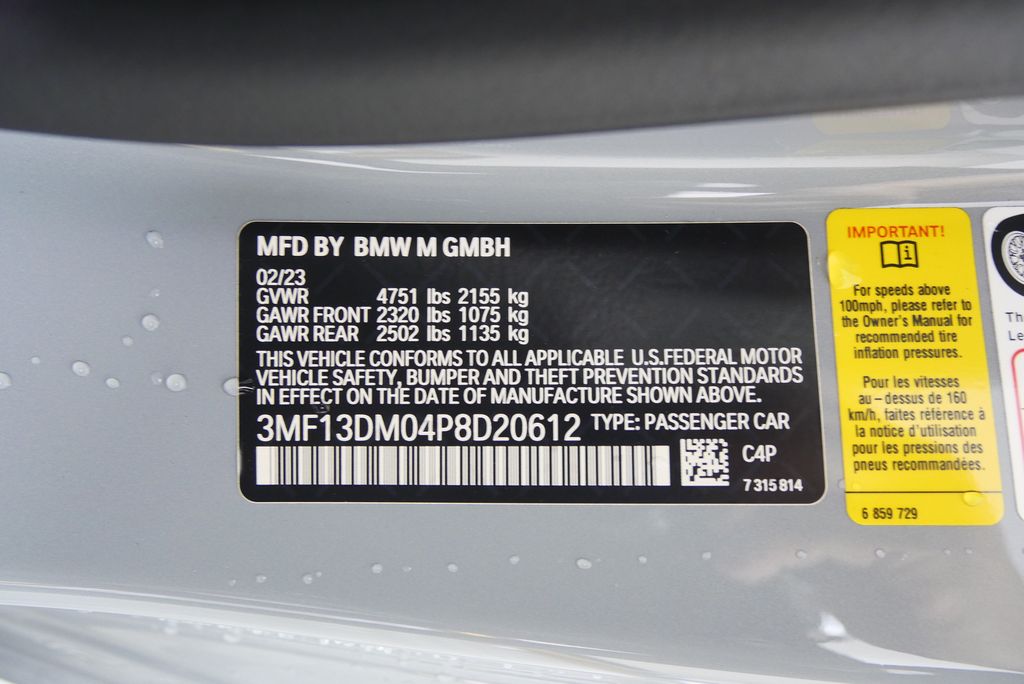 MFD BY BMW M GMBH
02/23
GVWR 4751 lbs 2155 kg
GAWR FRONT 2320 lbs 1075 kg
GAWR REAR 2502 lbs 1135 kg
THIS VEHICLE CONFORMS TO ALL APPLICABLE U.S.FEDERAL MOTOR
VEHICLE SAFETY, BUMPER AND THEFT PREVENTION STANDARDS
IN EFFECT ON THE DATE OF MANUFACTURE SHOWN ABOVE.
3MF13DM04P8D20612 TYPE: PASSENGER CAR
C4P
7 315 814
IMPORTANT!
For speeds above
100mph, please refer to
the Owner's Manual for
recommended tire
inflation pressures.
Pour les vitesses
au – dessus de 160
km/h, faites référence à
la notice d'utilisation
pour les pressions des
pneus recommandées.
6 859 729
Th
Le